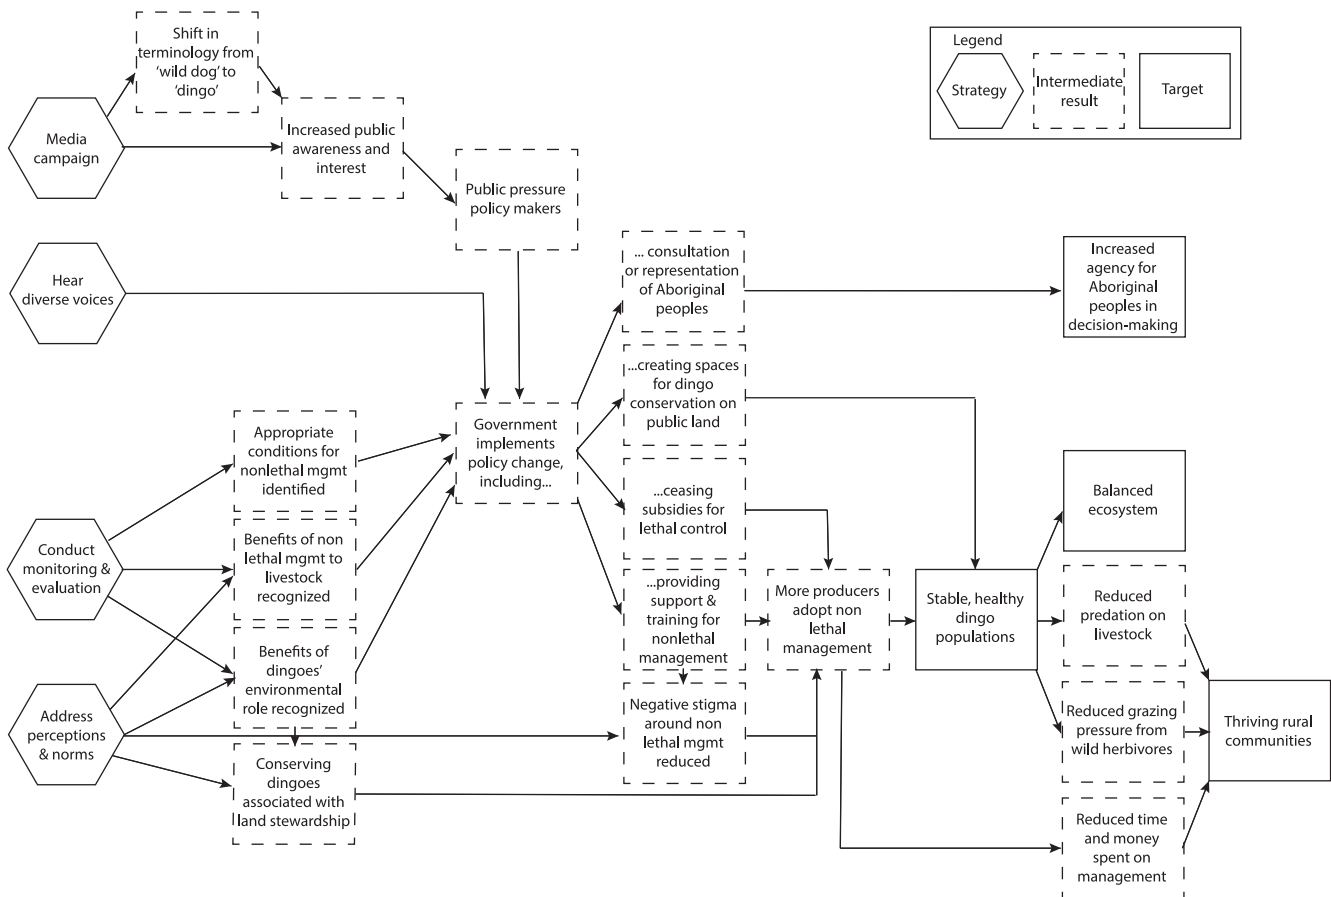 Shift in
terminology from
‘wild dog’ to
‘dingo’
Legend
Strategy
Intermediate
result
Target
Media
campaign
Increased public
awareness and
interest
Public pressure
policy makers
Hear
diverse voices
... consultation
or representation
of Aboriginal
peoples
Increased
agency for
Aboriginal
peoples in
decision-making
...creating spaces
for dingo
conservation on
public land
Appropriate
conditions for
nonlethal mgmt
identified
Government
implements
policy change,
including...
...ceasing
subsidies for
lethal control
Balanced
ecosystem
Conduct
monitoring &
evaluation
Benefits of non
lethal mgmt to
livestock
recognized
...providing
support &
training for
nonlethal
management
More producers
adopt non
lethal
management
Stable, healthy
dingo
populations
Reduced
predation on
livestock
Benefits of
dingoes’
environmental
role recognized
Address
perceptions
& norms
Negative stigma
around non
lethal mgmt
reduced
Reduced grazing
pressure from
wild herbivores
Thriving rural
communities
Conserving
dingoes
associated with
land stewardship
Reduced time
and money
spent on
management